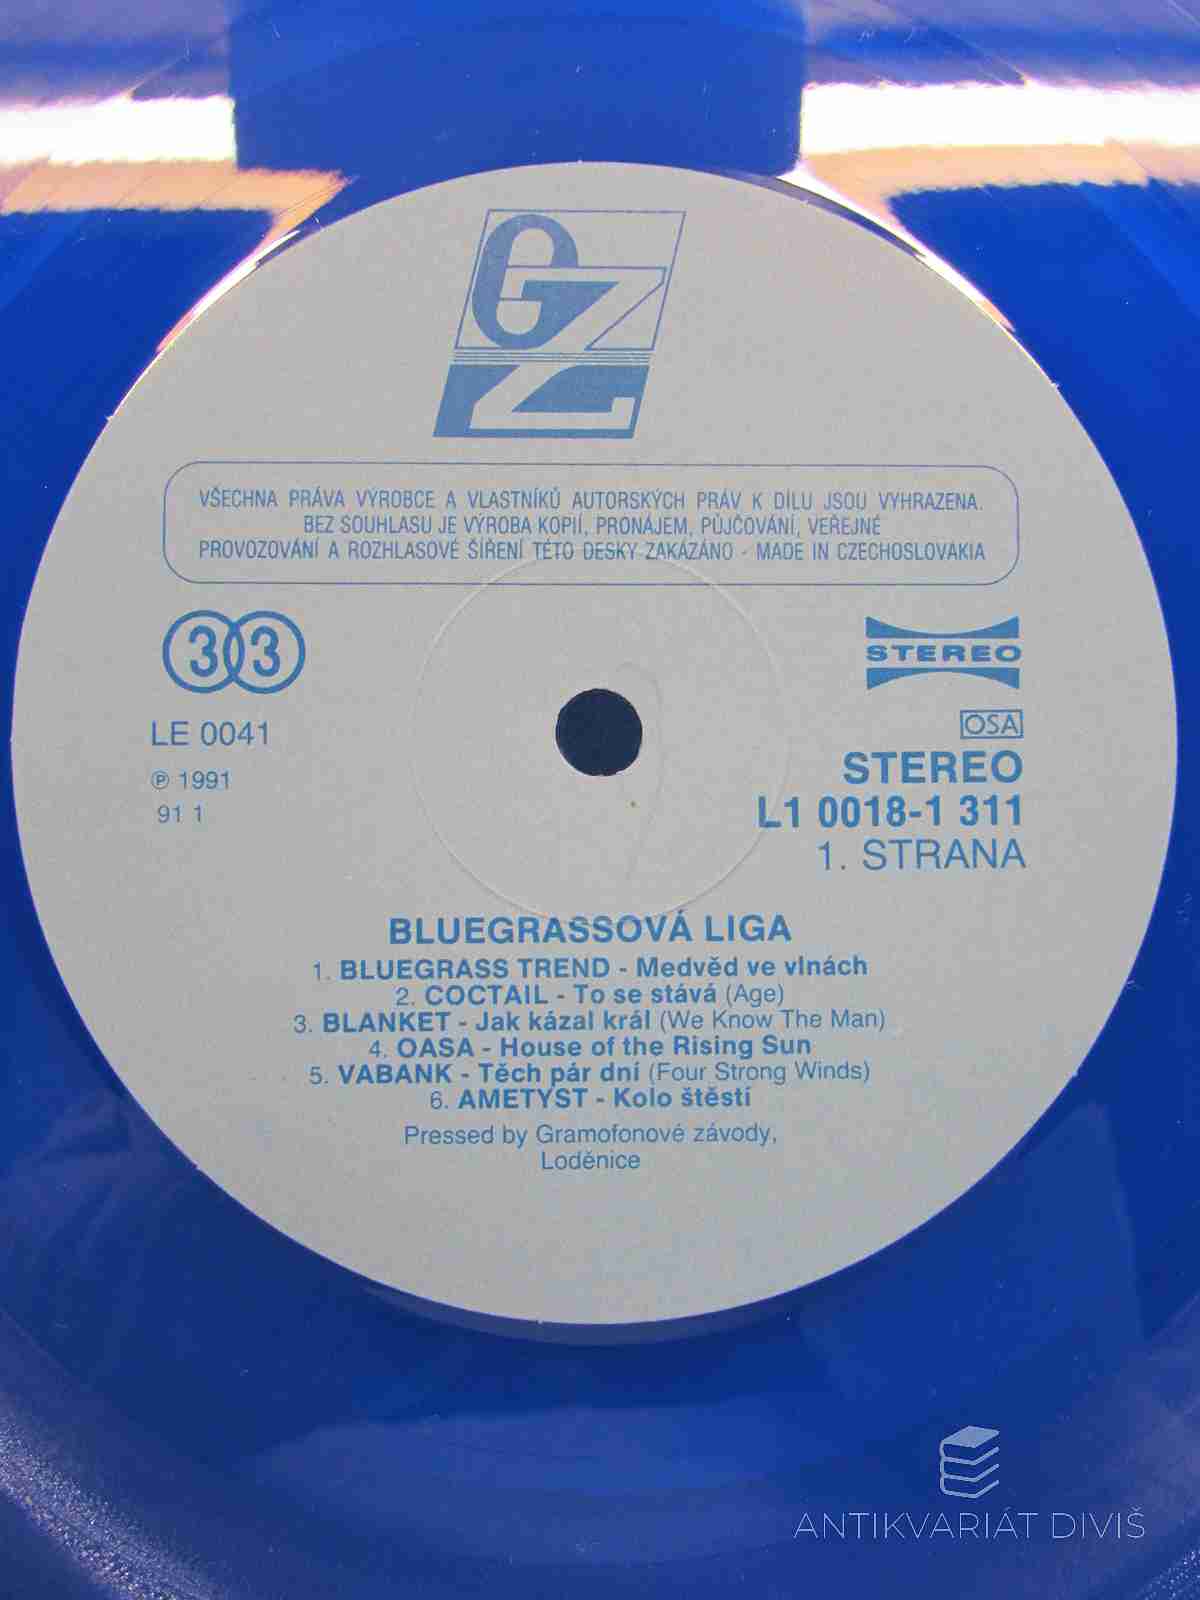 GZ
VŠECHNA PRÁVA VÝROBCE A VLASTNÍKŮ AUTORSKÝCH PRÁV K DÍLU JSOU VYHRAZENA.
BEZ SOUHLASU JE VÝROBA KOPIÍ, PRONÁJEM, PŮJČOVÁNÍ, VEŘEJNÉ
PROVOZOVÁNÍ A ROZHLASOVÉ ŠÍŘENÍ TÉTO DESKY ZAKÁZÁNO - MADE IN CZECHOSLOVAKIA
33
STEREO
LE 0041
OSA
℗ 1991
STEREO
91 1
L1 0018-1 311
1. STRANA
BLUEGRASSOVÁ LIGA
1. BLUEGRASS TREND - Medvěd ve vlnách
2. COCTAIL - To se stává (Age)
3. BLANKET - Jak kázal král (We Know The Man)
4. OASA - House of the Rising Sun
5. VABANK - Těch pár dní (Four Strong Winds)
6. AMETYST - Kolo štěstí
Pressed by Gramofonové závody,
Loděnice
ANTIKVARIÁT DIVIŠ